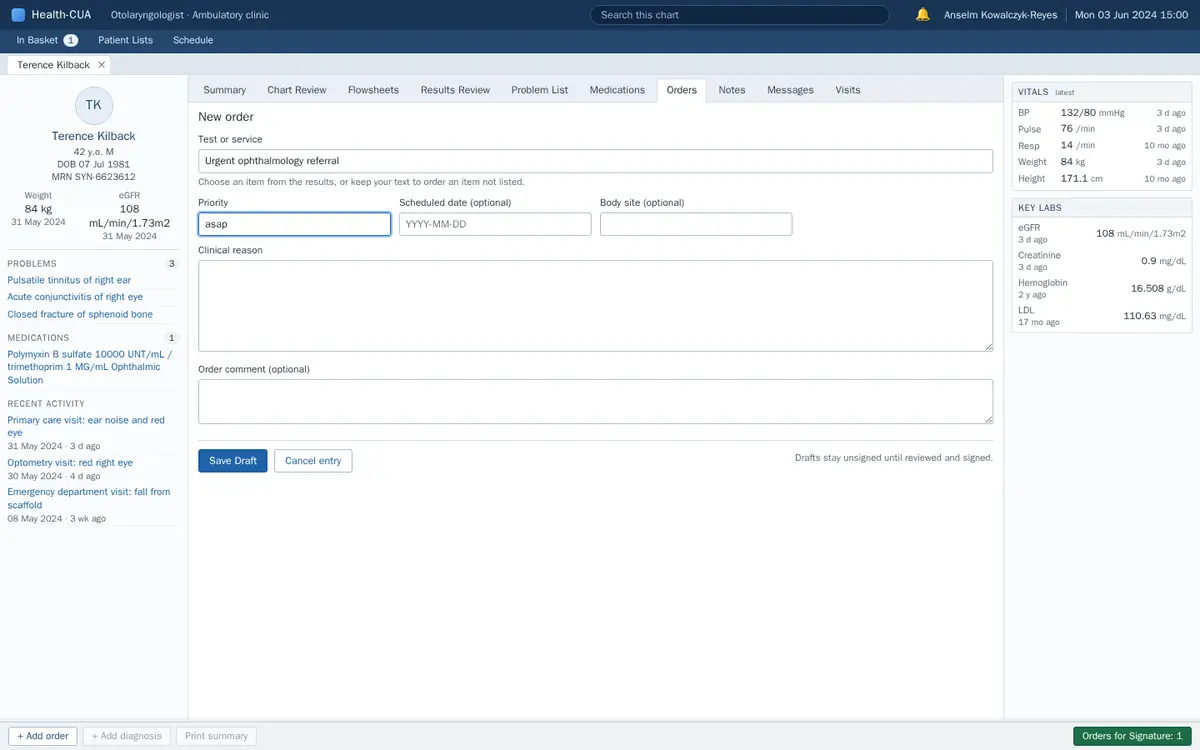 Health-CUA Otolaryngologist · Ambulatory clinic Search this chart Anselm Kowalczyk-Reyes Mon 03 Jun 2024 15:00
In Basket 1 Patient Lists Schedule
Terence Kilback ×
TK
Terence Kilback
42 y.o. M
DOB 07 Jul 1981
MRN SYN-6623612
Weight eGFR
84 kg 108
31 May 2024 mL/min/1.73m2
31 May 2024
PROBLEMS 3
Pulsatile tinnitus of right ear
Acute conjunctivitis of right eye
Closed fracture of sphenoid bone
MEDICATIONS 1
Polymyxin B sulfate 10000 UNT/mL /
trimethoprim 1 MG/mL Ophthalmic
Solution
RECENT ACTIVITY
Primary care visit: ear noise and red
eye
31 May 2024 · 3 d ago
Optometry visit: red right eye
30 May 2024 · 4 d ago
Emergency department visit: fall from
scaffold
08 May 2024 · 3 wk ago
Summary Chart Review Flowsheets Results Review Problem List Medications Orders Notes Messages Visits
New order
Test or service
Urgent ophthalmology referral
Choose an item from the results, or keep your text to order an item not listed.
Priority Scheduled date (optional) Body site (optional)
asap YYYY-MM-DD
Clinical reason
Order comment (optional)
Save Draft Cancel entry Drafts stay unsigned until reviewed and signed.
VITALS latest
BP 132/80 mmHg 3 d ago
Pulse 76 /min 3 d ago
Resp 14 /min 10 mo ago
Weight 84 kg 3 d ago
Height 171.1 cm 10 mo ago
KEY LABS
eGFR
3 d ago 108 mL/min/1.73m2
Creatinine
3 d ago 0.9 mg/dL
Hemoglobin
2 y ago 16.508 g/dL
LDL
17 mo ago 110.63 mg/dL
+ Add order + Add diagnosis Print summary Orders for Signature: 1